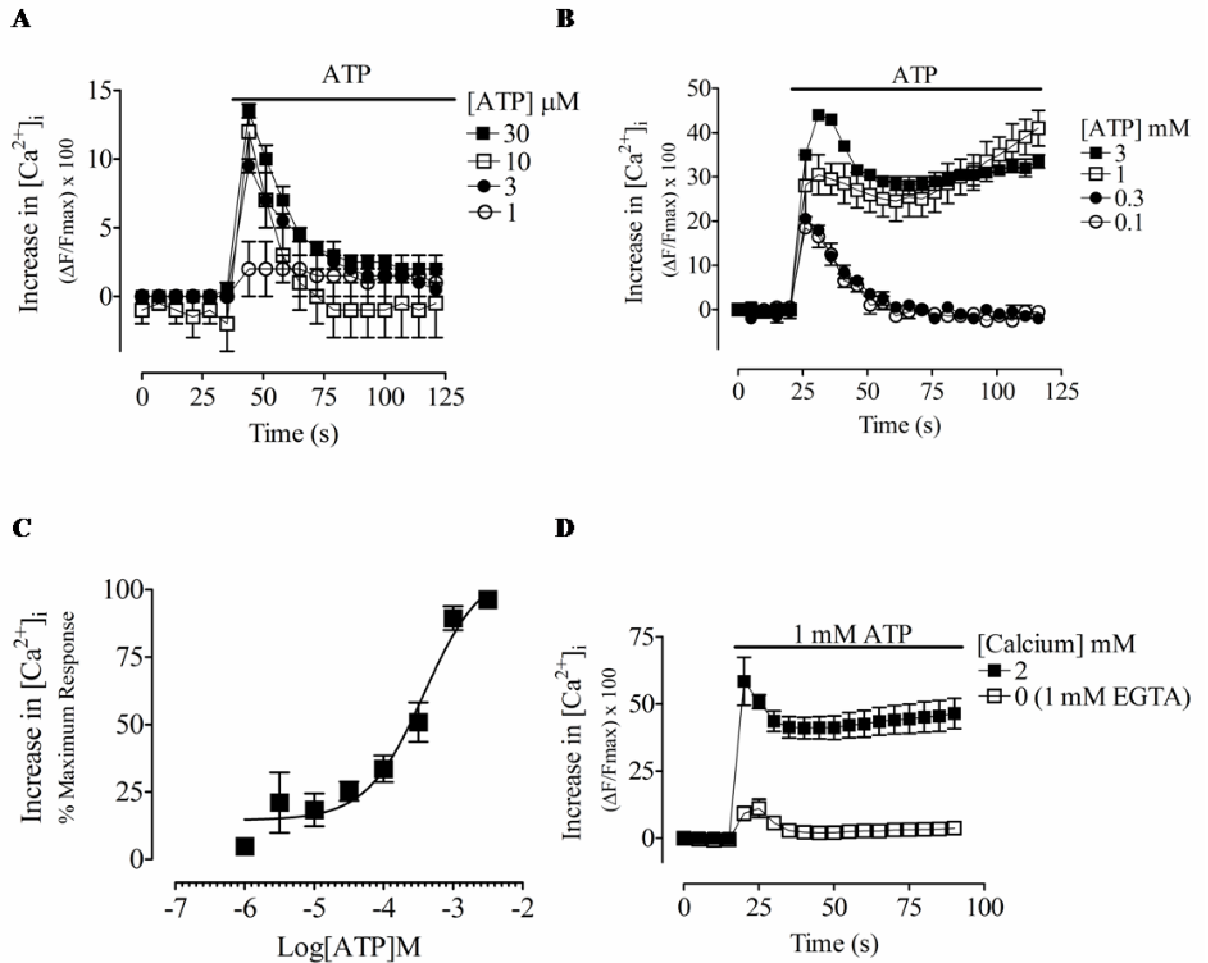 A
ATP
[ATP] μM
30
10
3
1
Increase in [Ca2+]i
(ΔF/Fmax) x 100
15
10
5
0
0 25 50 75 100 125
Time (s)
B
ATP
[ATP] mM
3
1
0.3
0.1
Increase in [Ca2+]i
(ΔF/Fmax) x 100
50
40
30
20
10
0
0 25 50 75 100 125
Time (s)
C
Increase in [Ca2+]i
% Maximum Response
100
75
50
25
0
-7 -6 -5 -4 -3 -2
Log[ATP]M
D
1 mM ATP
[Calcium] mM
2
0 (1 mM EGTA)
Increase in [Ca2+]i
(ΔF/Fmax) x 100
75
50
25
0
0 25 50 75 100
Time (s)